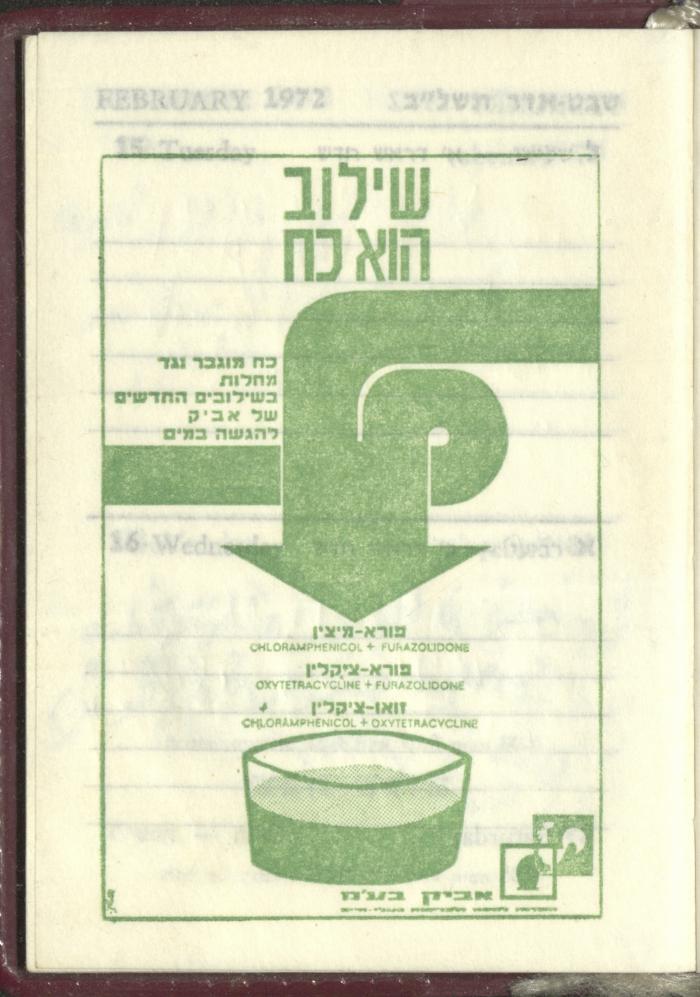 FEBRUARY 1972
שבט-אדר תשל״ב
15 Tuesday
שילוב
הוא כח
כח מוגבר נגד
מחלות
בשילובים החדשים
של אביק
להגשה במים
16 Wednesday
פורא-מיצין
CHLORAMPHENICOL + FURAZOLIDONE
פורא-ציקלין
OXYTETRACYCLINE + FURAZOLIDONE
זואו-ציקלין
CHLORAMPHENICOL + OXYTETRACYCLINE
אביק בע״מ